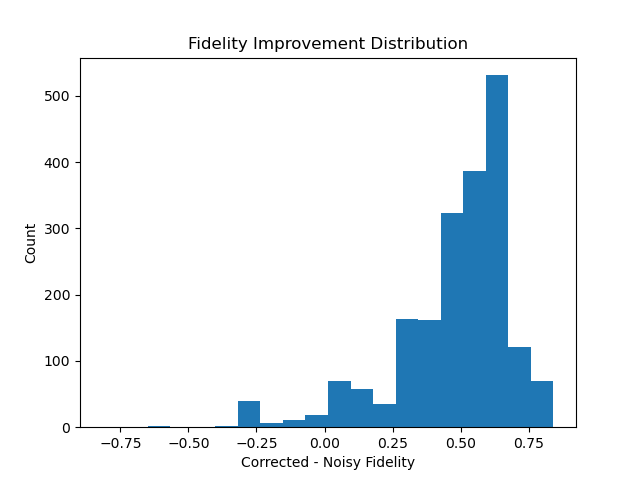 Fidelity Improvement Distribution
500
400
300
200
100
0
Count
−0.75 −0.50 −0.25 0.00 0.25 0.50 0.75
Corrected - Noisy Fidelity